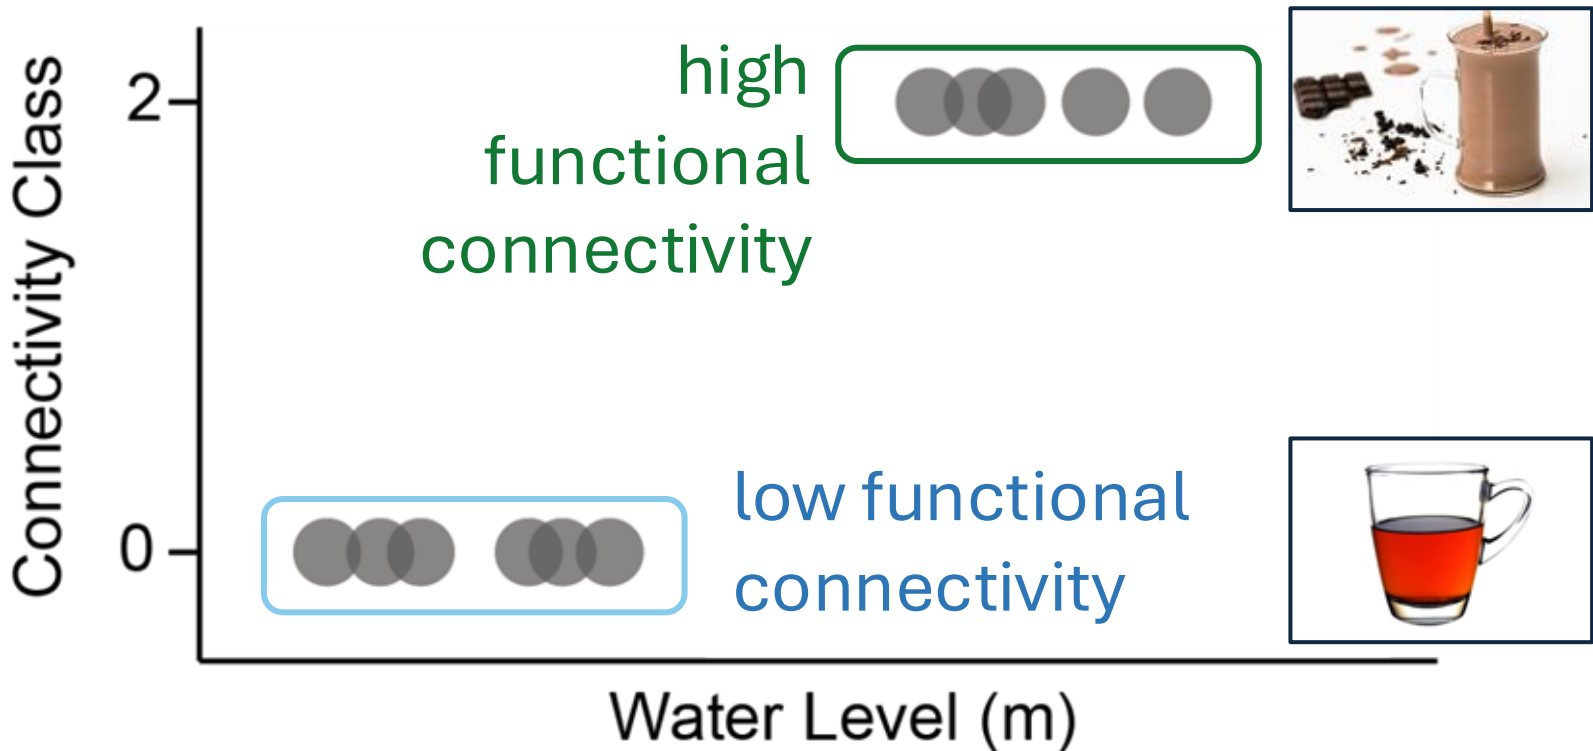 Connectivity Class
2
high
functional
connectivity
0
low functional
connectivity
Water Level (m)